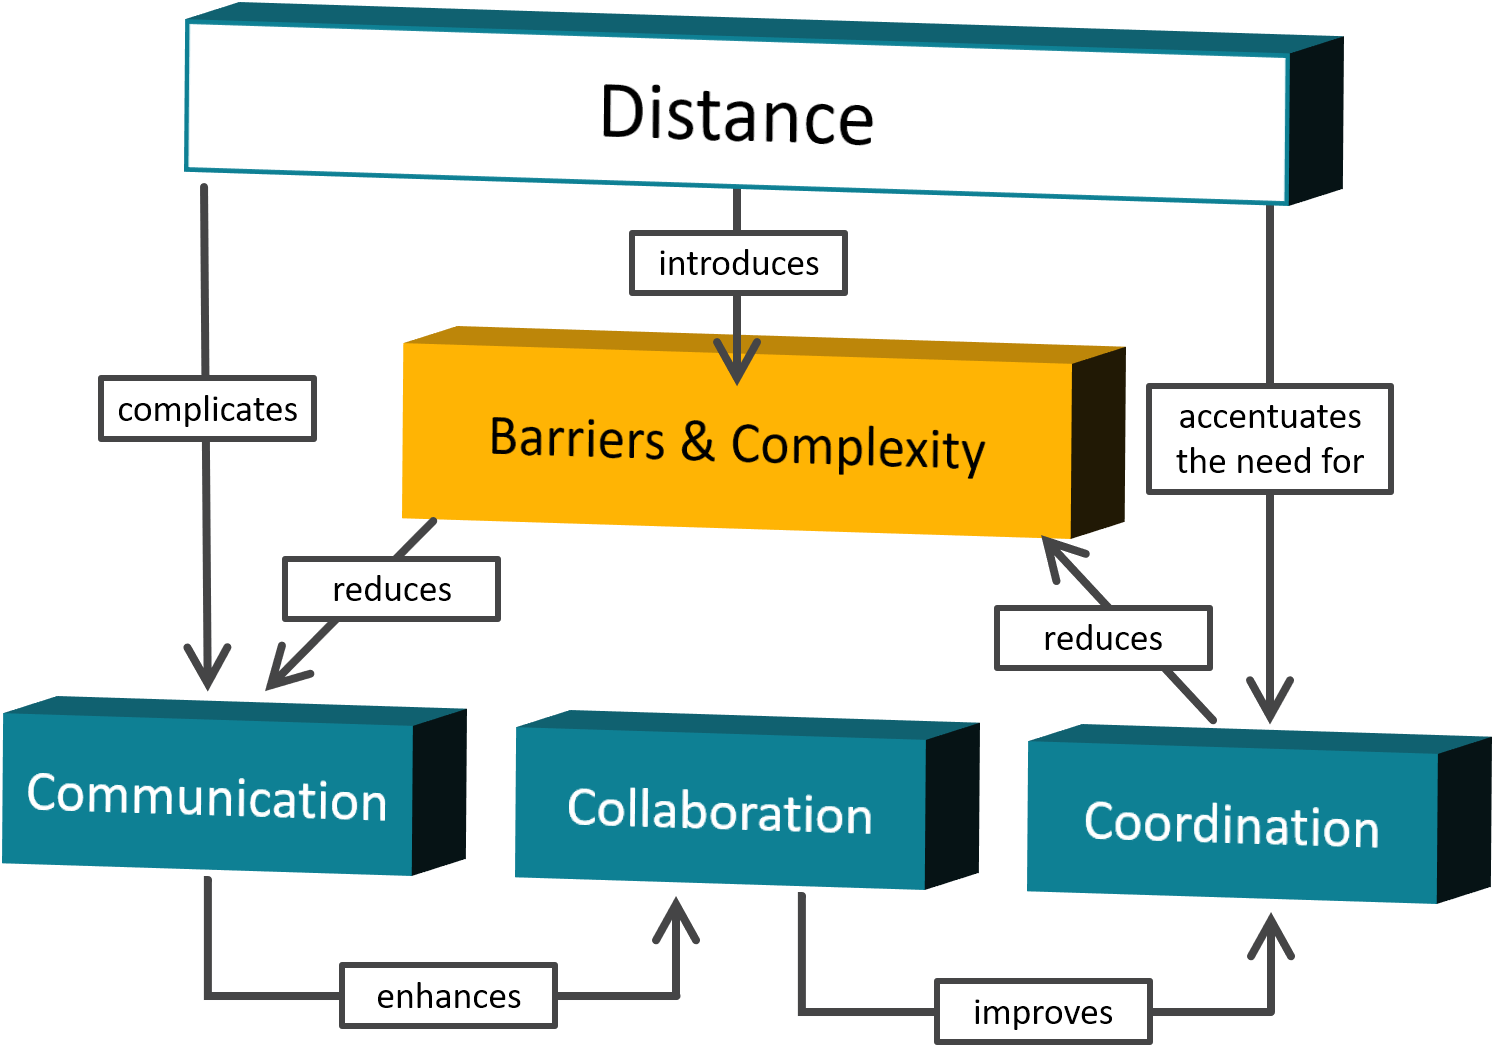 Distance
introduces
complicates
accentuates
the need for
Barriers & Complexity
reduces
reduces
Communication
Collaboration
Coordination
enhances
improves